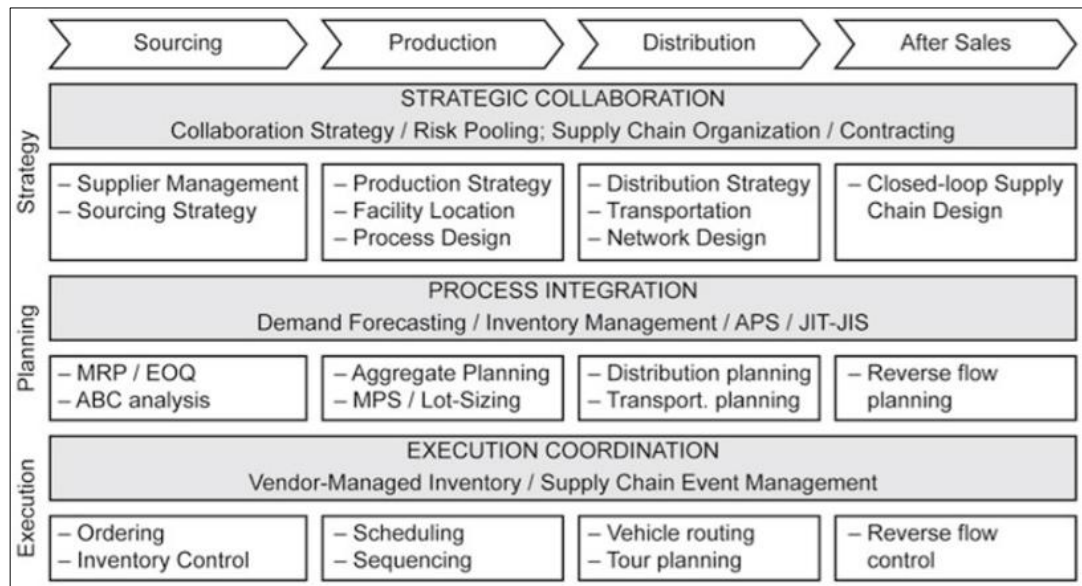 Sourcing
Production
Distribution
After Sales
Strategy
STRATEGIC COLLABORATION
Collaboration Strategy / Risk Pooling; Supply Chain Organization / Contracting
– Supplier Management
– Sourcing Strategy
– Production Strategy
– Facility Location
– Process Design
– Distribution Strategy
– Transportation
– Network Design
– Closed-loop Supply
Chain Design
Planning
PROCESS INTEGRATION
Demand Forecasting / Inventory Management / APS / JIT-JIS
– MRP / EOQ
– ABC analysis
– Aggregate Planning
– MPS / Lot-Sizing
– Distribution planning
– Transport. planning
– Reverse flow
planning
Execution
EXECUTION COORDINATION
Vendor-Managed Inventory / Supply Chain Event Management
– Ordering
– Inventory Control
– Scheduling
– Sequencing
– Vehicle routing
– Tour planning
– Reverse flow
control